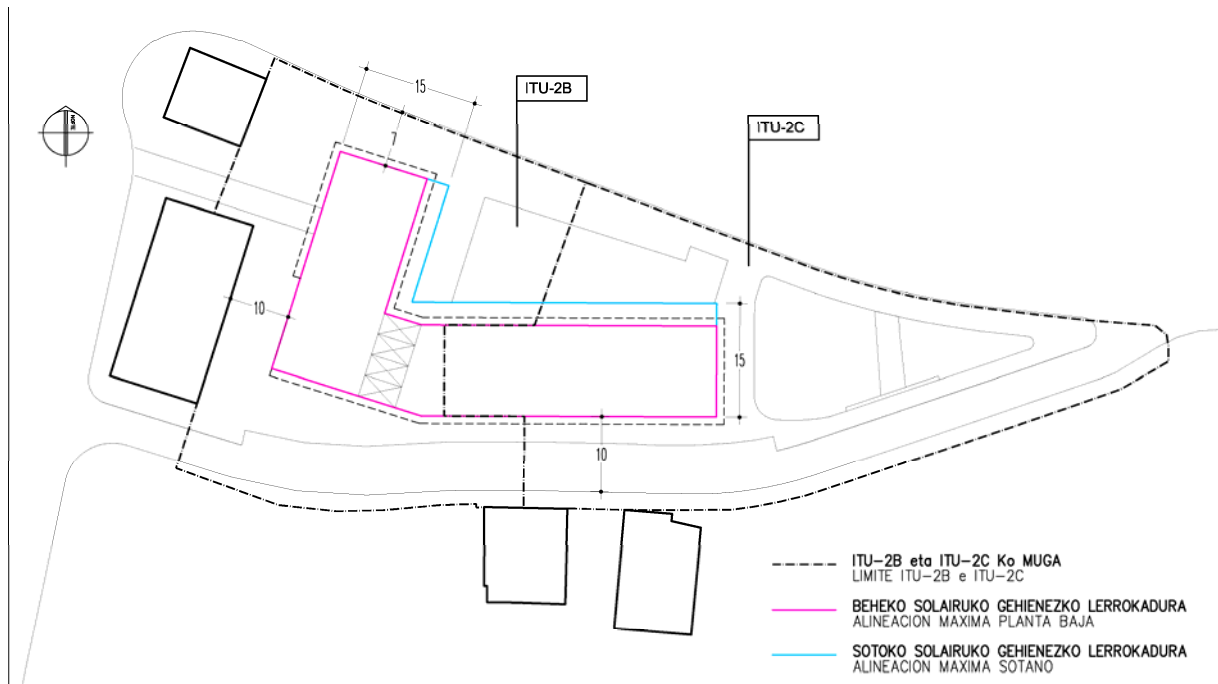 15
ITU-2B
NORTE
ITU-2C
7
10
15
10
ITU-2B eta ITU-2C Ko MUGA
LIMITE ITU-2B e ITU-2C
BEHEKO SOLAIRUKO GEHIENEZKO LERROKADURA
ALINEACION MAXIMA PLANTA BAJA
SOTOKO SOLAIRUKO GEHIENEZKO LERROKADURA
ALINEACION MAXIMA SOTANO